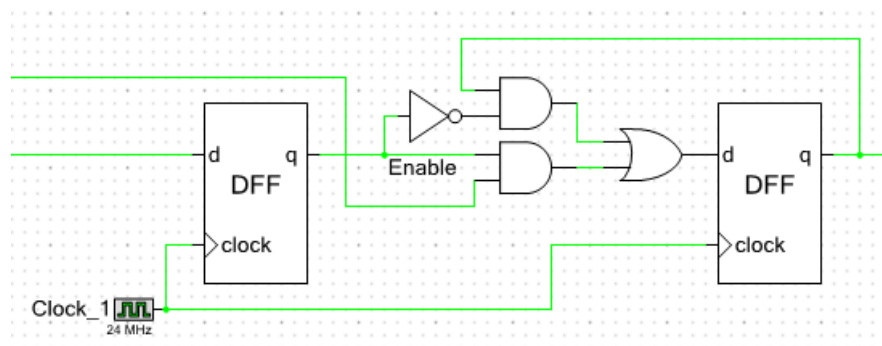 d
q
DFF
clock
Enable
d
q
DFF
clock
Clock_1
24 MHz